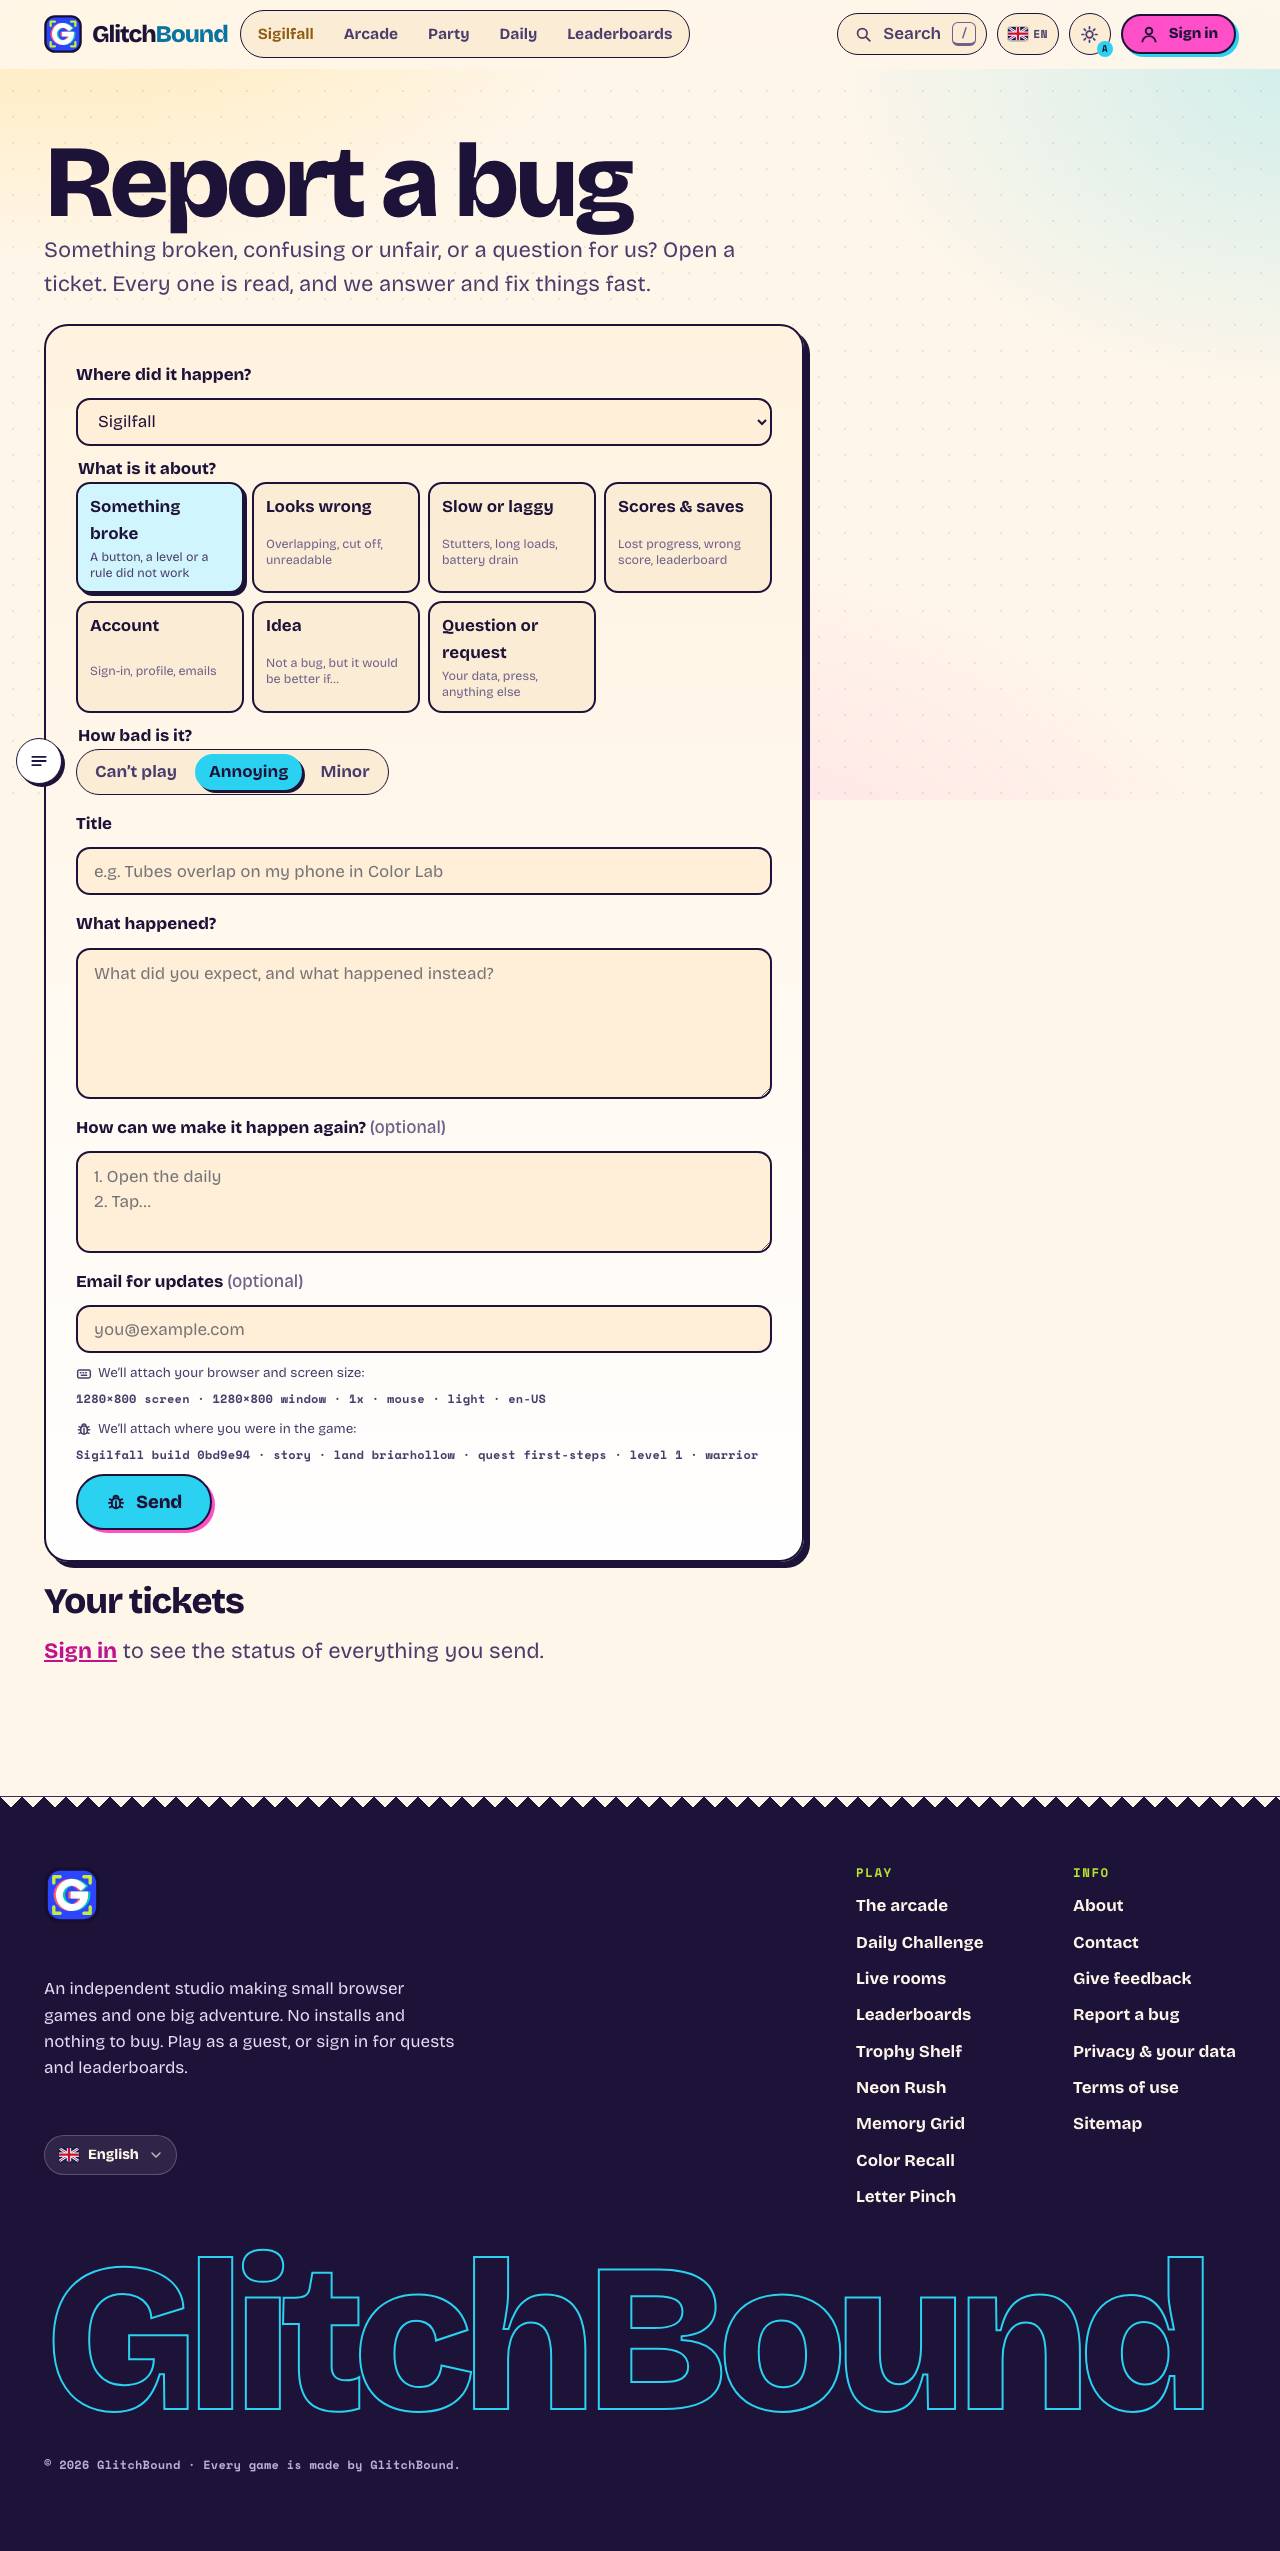 GlitchBound
Sigilfall
Arcade
Party
Daily
Leaderboards
Search
/
EN
A
Sign in
Report a bug
Something broken, confusing or unfair, or a question for us? Open a
ticket. Every one is read, and we answer and fix things fast.
Where did it happen?
Sigilfall
What is it about?
Something
broke
A button, a level or a
rule did not work
Looks wrong
Overlapping, cut off,
unreadable
Slow or laggy
Stutters, long loads,
battery drain
Scores & saves
Lost progress, wrong
score, leaderboard
Account
Sign-in, profile, emails
Idea
Not a bug, but it would
be better if...
Question or
request
Your data, press,
anything else
How bad is it?
Can't play
Annoying
Minor
Title
e.g. Tubes overlap on my phone in Color Lab
What happened?
What did you expect, and what happened instead?
How can we make it happen again? (optional)
1. Open the daily
2. Tap...
Email for updates (optional)
you@example.com
We'll attach your browser and screen size:
1280×800 screen · 1280×800 window · 1x · mouse · light · en-US
We'll attach where you were in the game:
Sigilfall build 0bd9e94 · story · land briarhollow · quest first-steps · level 1 · warrior
Send
Your tickets
Sign in to see the status of everything you send.
G
An independent studio making small browser
games and one big adventure. No installs and
nothing to buy. Play as a guest, or sign in for quests
and leaderboards.
English
PLAY
The arcade
Daily Challenge
Live rooms
Leaderboards
Trophy Shelf
Neon Rush
Memory Grid
Color Recall
Letter Pinch
INFO
About
Contact
Give feedback
Report a bug
Privacy & your data
Terms of use
Sitemap
GlitchBound
© 2026 GlitchBound · Every game is made by GlitchBound.